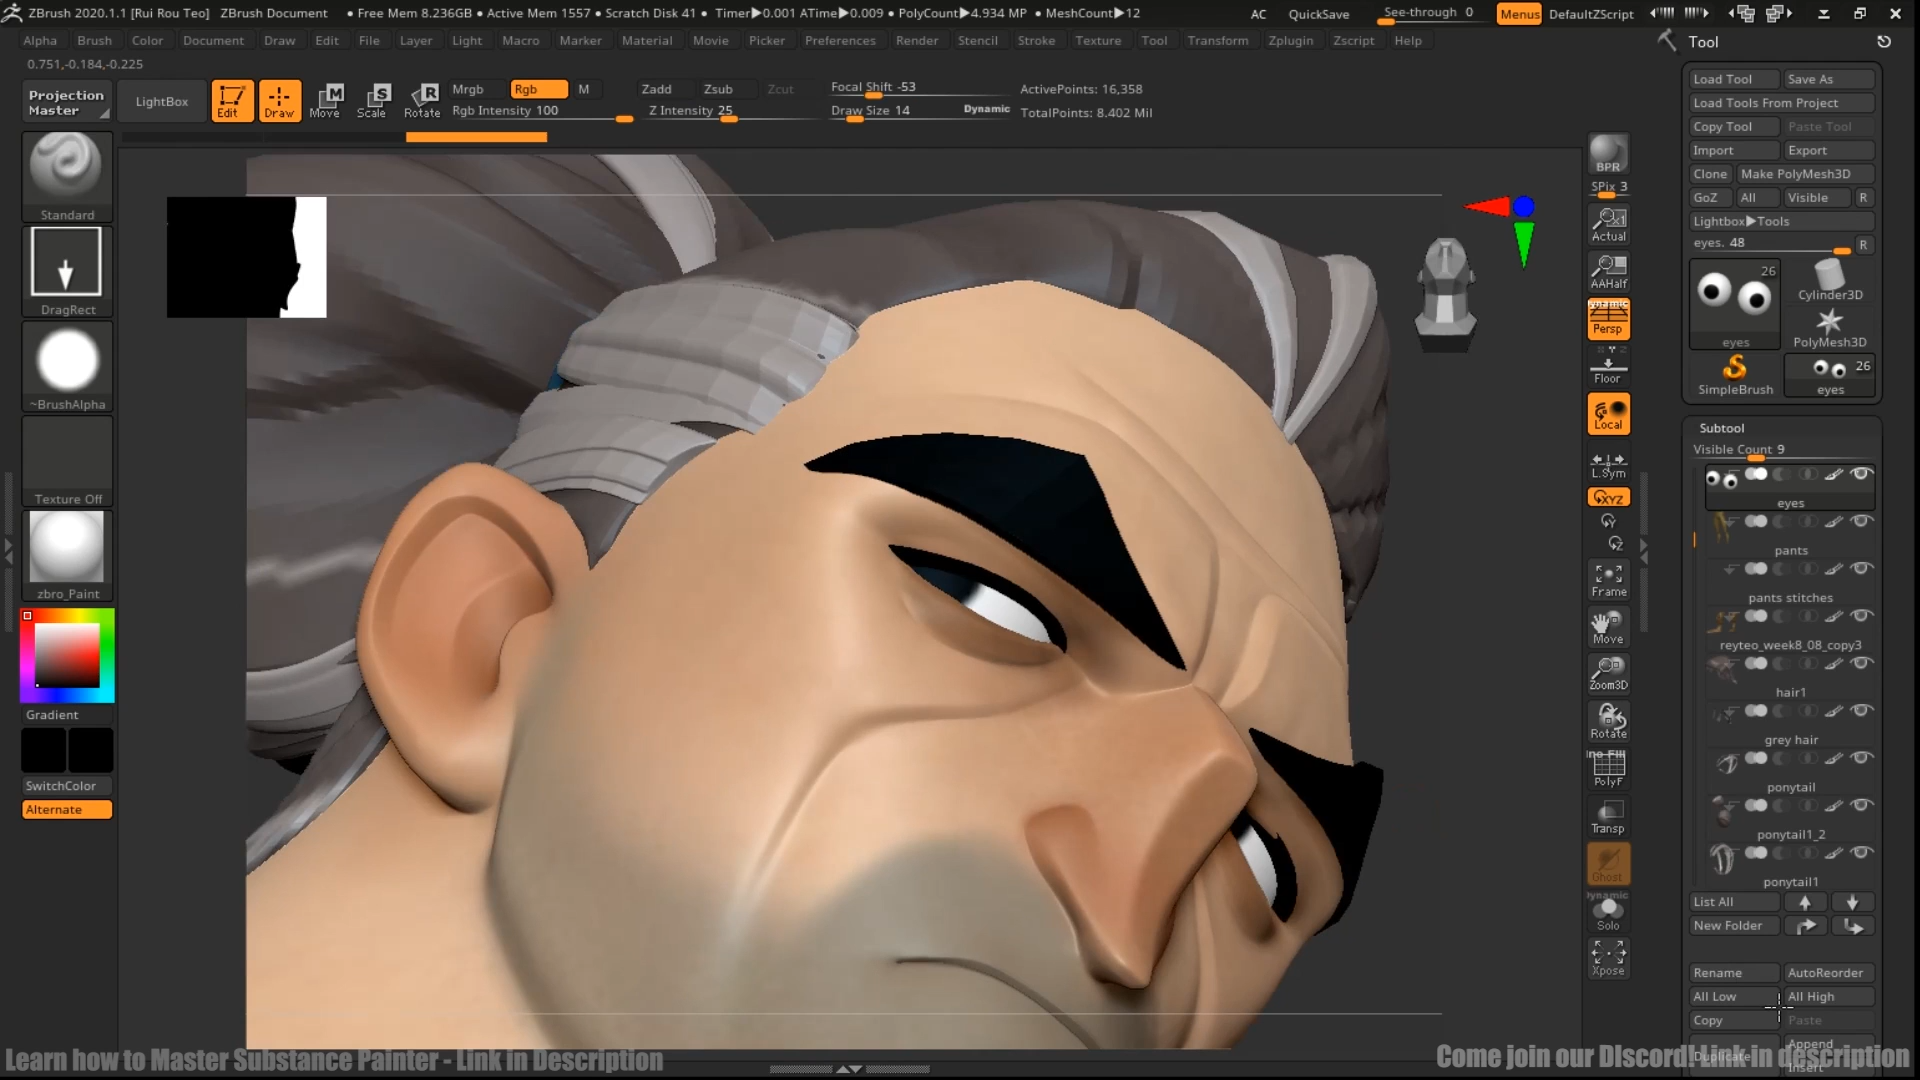 ZBrush 2020.1.1 [Rui Rou Teo] ZBrush Document • Free Mem 8.236GB • Active Mem 1557 • Scratch Disk 41 • Timer▶0.001 ATime▶0.009 • PolyCount▶4.934 MP • MeshCount▶12 AC QuickSave See-through 0 Menus DefaultZScript
Alpha Brush Color Document Draw Edit File Layer Light Macro Marker Material Movie Picker Preferences Render Stencil Stroke Texture Tool Transform Zplugin Zscript Help
Tool
0.751,-0.184,-0.225
Projection Master
LightBox
Edit
Draw
Move
Scale
Rotate
Mrgb Rgb M
Rgb Intensity 100
Zadd Zsub Zcut
Z Intensity 25
Focal Shift -53
Draw Size 14
Dynamic
ActivePoints: 16,358
TotalPoints: 8.402 Mil
Standard
DragRect
~BrushAlpha
Texture Off
zbro_Paint
Gradient
SwitchColor
Alternate
BPR
SPix 3
Actual
AAHalf
Dynamic
Persp
Floor
Local
L.Sym
XYZ
Y
Z
Frame
Move
Zoom3D
Rotate
PolyF
Transp
Ghost
Dynamic
Solo
Xpose
Load Tool Save As
Load Tools From Project
Copy Tool Paste Tool
Import Export
Clone Make PolyMesh3D
GoZ All Visible R
Lightbox▶Tools
eyes. 48 R
26
eyes
Cylinder3D
PolyMesh3D
SimpleBrush
26
eyes
Subtool
Visible Count 9
eyes
pants
pants stitches
reyteo_week8_08_copy3
hair1
grey hair
ponytail
ponytail1_2
ponytail1
List All
New Folder
Rename AutoReorder
All Low All High
Copy Paste
Append
Duplicate
Insert
Learn how to Master Substance Painter - Link in Description
Come join our DIscord! Link in description